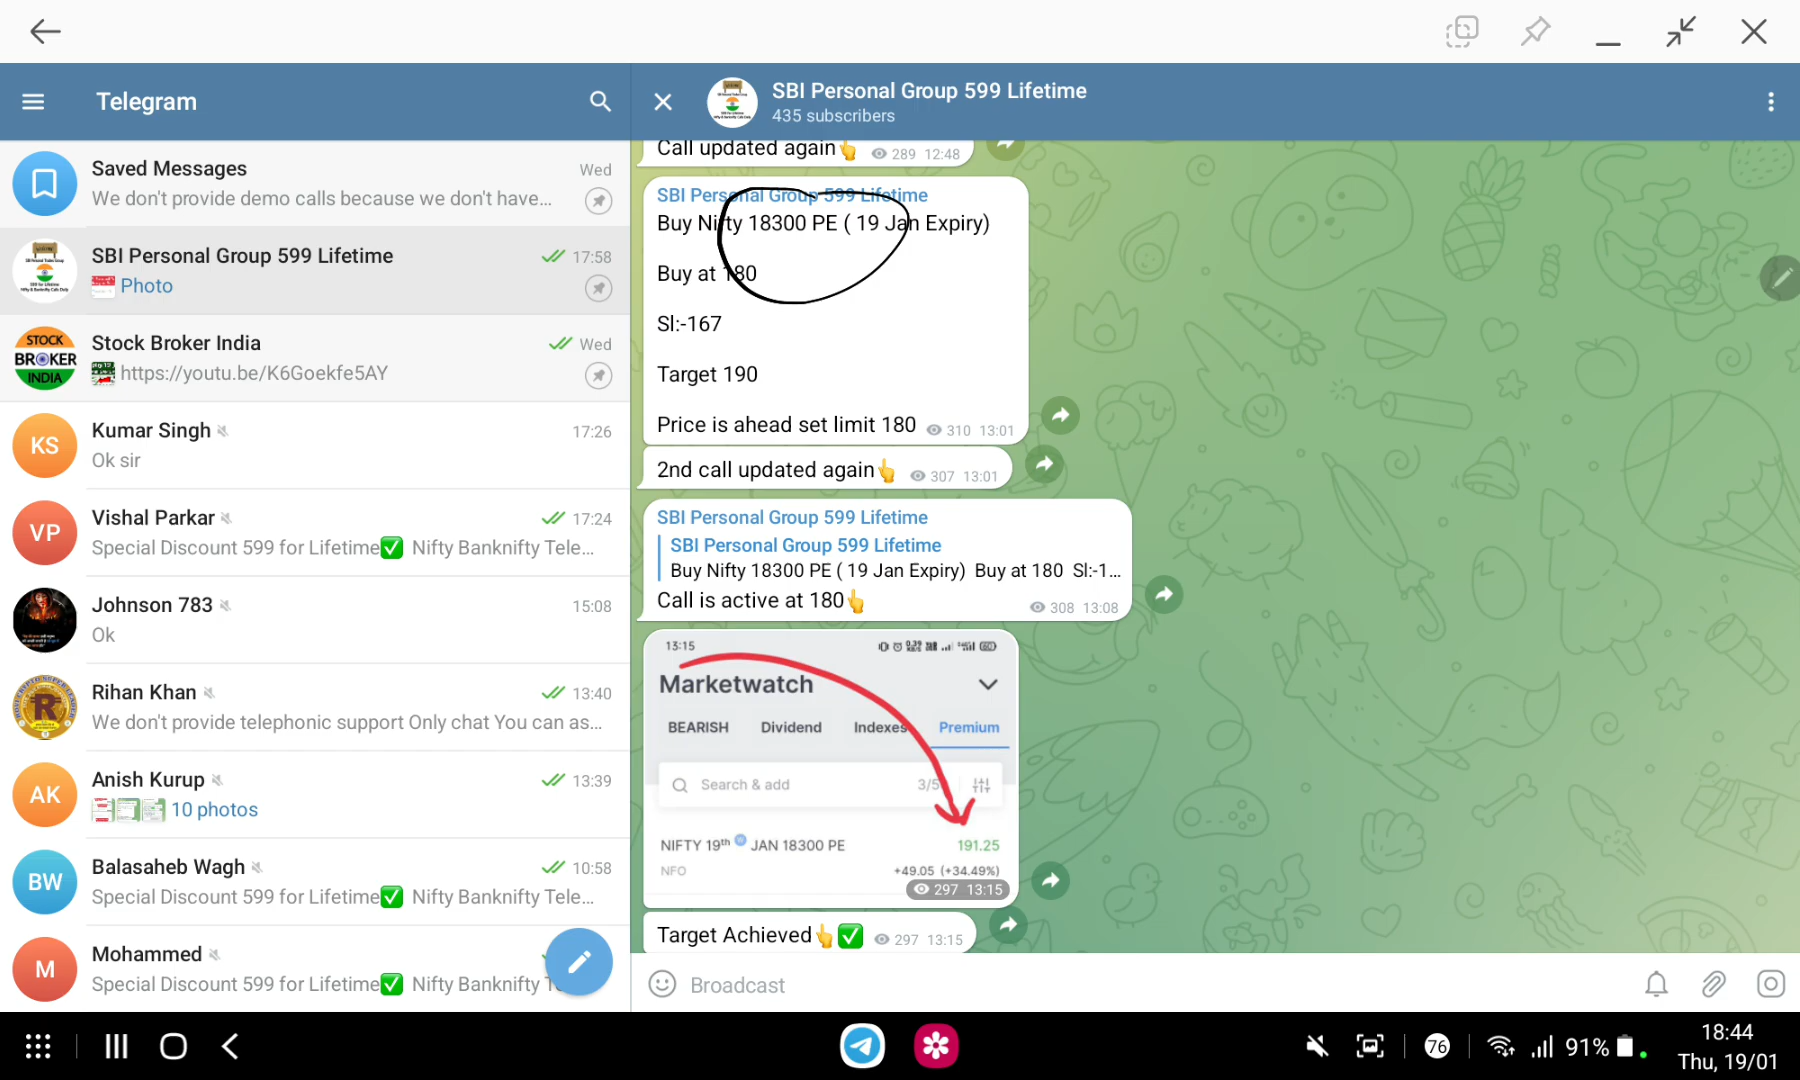 Telegram
Saved Messages
Wed
We don't provide demo calls because we don't have...
SBI Personal Group 599 Lifetime
17:58
Photo
STOCK
BROKER
INDIA
Stock Broker India
Wed
https://youtu.be/K6Goekfe5AY
KS
Kumar Singh
17:26
Ok sir
VP
Vishal Parkar
17:24
Special Discount 599 for Lifetime✅ Nifty Banknifty Tele...
Johnson 783
15:08
Ok
Rihan Khan
13:40
We don't provide telephonic support Only chat You can as...
AK
Anish Kurup
13:39
10 photos
BW
Balasaheb Wagh
10:58
Special Discount 599 for Lifetime✅ Nifty Banknifty Tele...
M
Mohammed
Special Discount 599 for Lifetime✅ Nifty Banknifty
SBI Personal Group 599 Lifetime
435 subscribers
Call updated again👆 289 12:48
SBI Personal Group 599 Lifetime
Buy Nifty 18300 PE ( 19 Jan Expiry)
Buy at 180
Sl:-167
Target 190
Price is ahead set limit 180 310 13:01
2nd call updated again👆 307 13:01
SBI Personal Group 599 Lifetime
SBI Personal Group 599 Lifetime
Buy Nifty 18300 PE ( 19 Jan Expiry) Buy at 180 Sl:-1...
Call is active at 180👆 308 13:08
13:15
Marketwatch
BEARISH Dividend Indexes Premium
Search & add 3/5
NIFTY 19th JAN 18300 PE 191.25
NFO +49.05 (+34.49%)
297 13:15
Target Achieved👆✅ 297 13:15
Broadcast
76 91% 18:44
Thu, 19/01